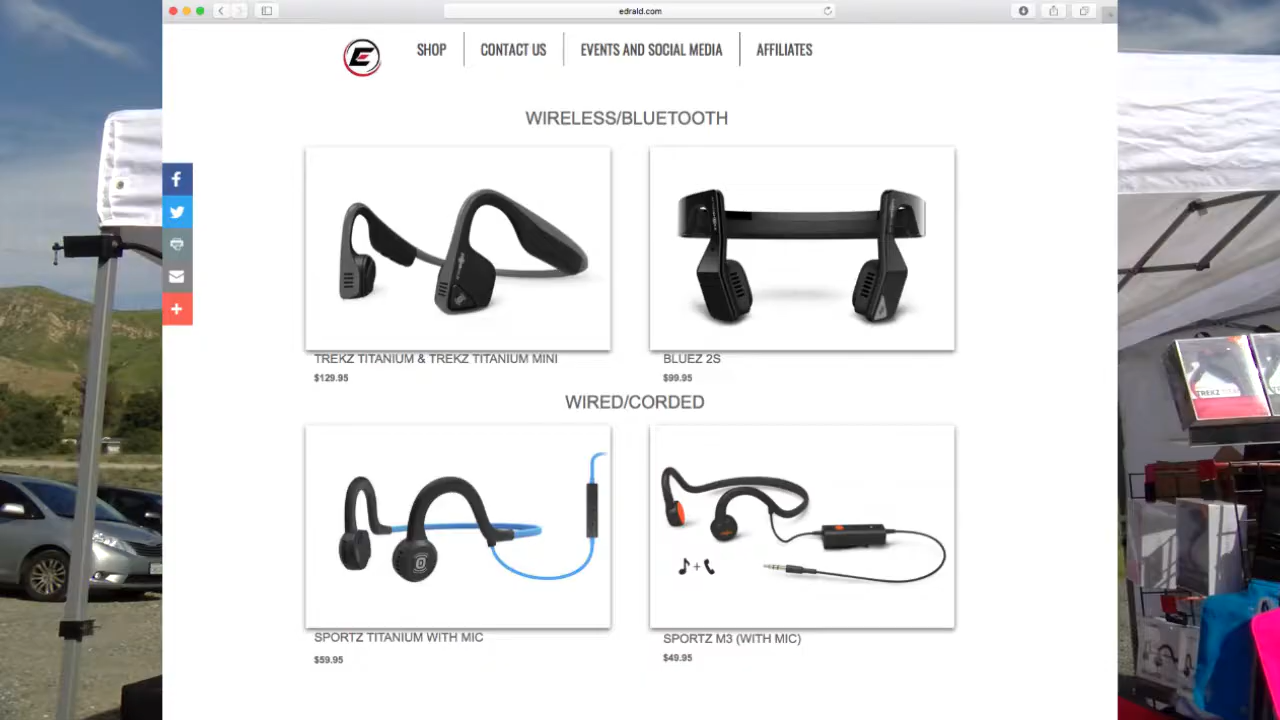 edrald.com
SHOP
CONTACT US
EVENTS AND SOCIAL MEDIA
AFFILIATES
WIRELESS/BLUETOOTH
TREKZ TITANIUM & TREKZ TITANIUM MINI
$129.95
BLUEZ 2S
$99.95
WIRED/CORDED
SPORTZ TITANIUM WITH MIC
$59.95
SPORTZ M3 (WITH MIC)
$49.95
TREKZ